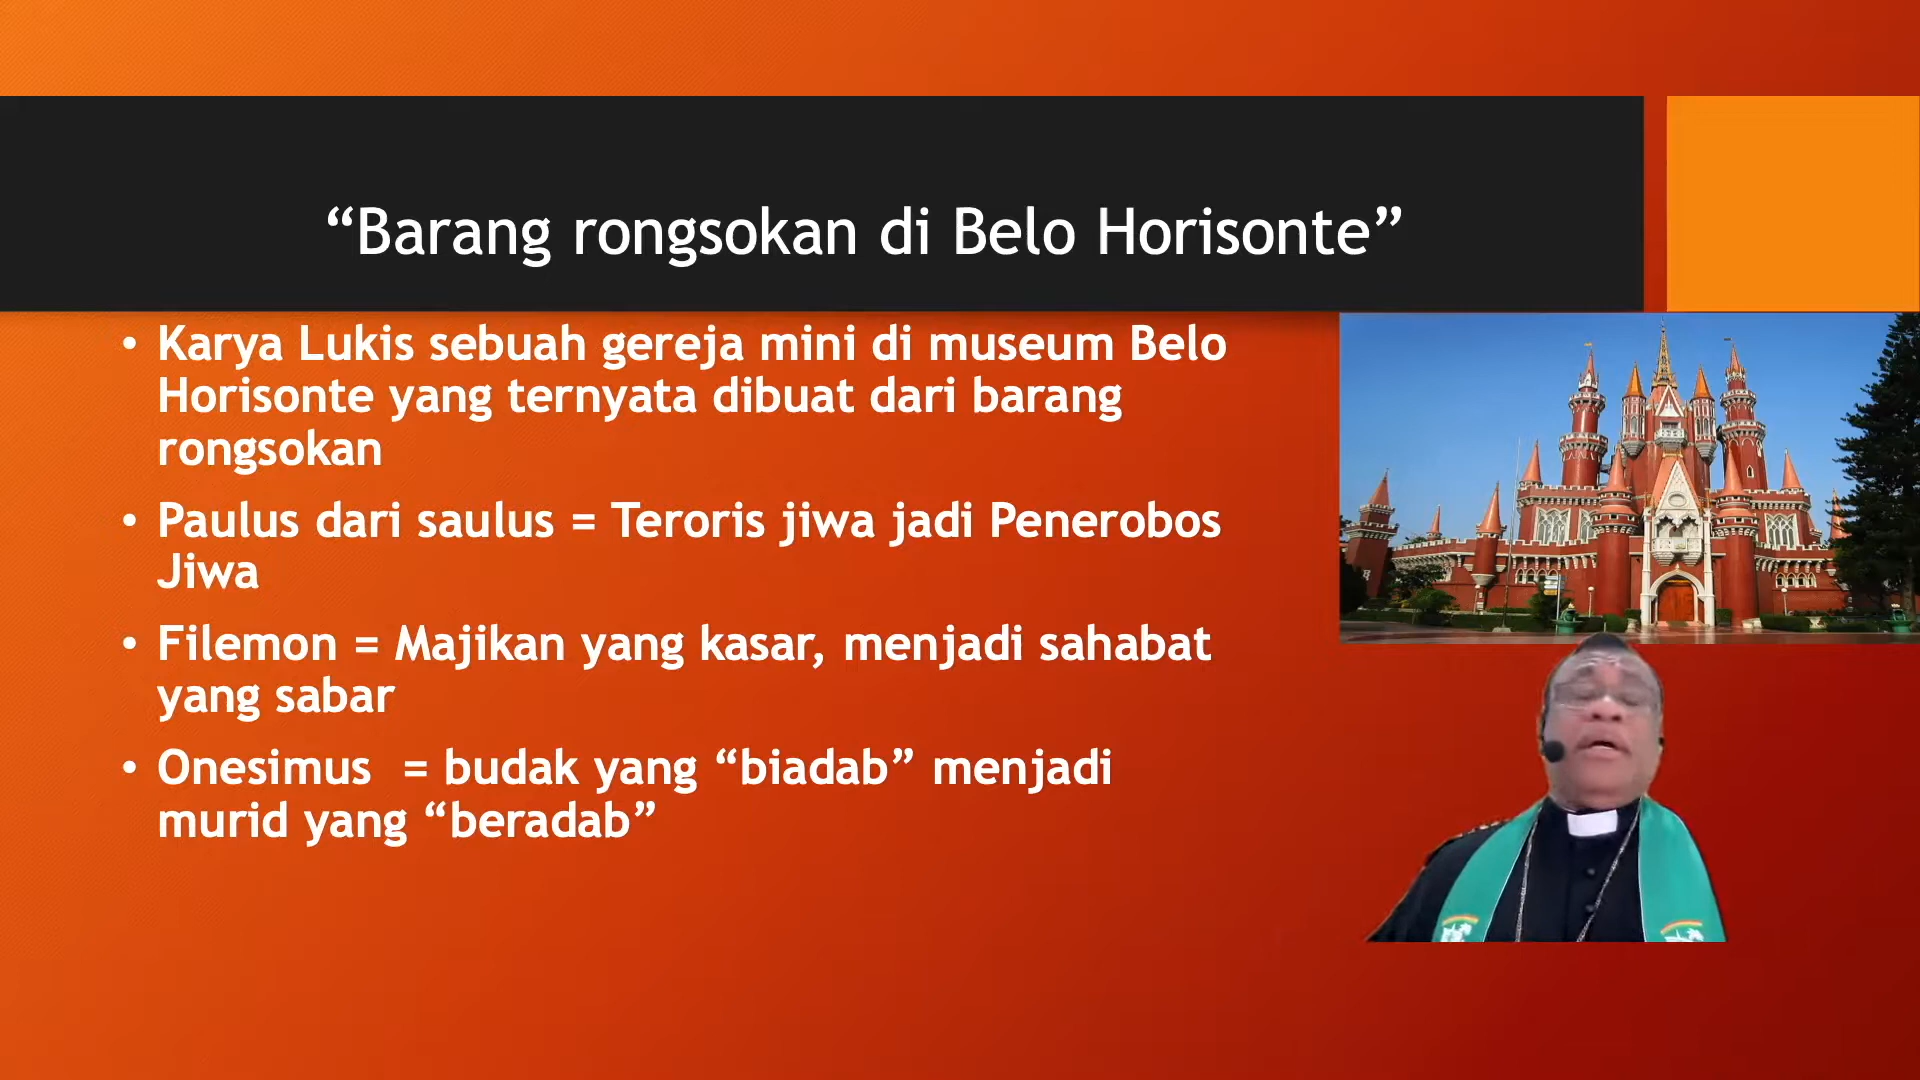 “Barang rongsokan di Belo Horisonte”
• Karya Lukis sebuah gereja mini di museum Belo
Horisonte yang ternyata dibuat dari barang
rongsokan
• Paulus dari saulus = Teroris jiwa jadi Penerobos
Jiwa
• Filemon = Majikan yang kasar, menjadi sahabat
yang sabar
• Onesimus = budak yang “biadab” menjadi
murid yang “beradab”